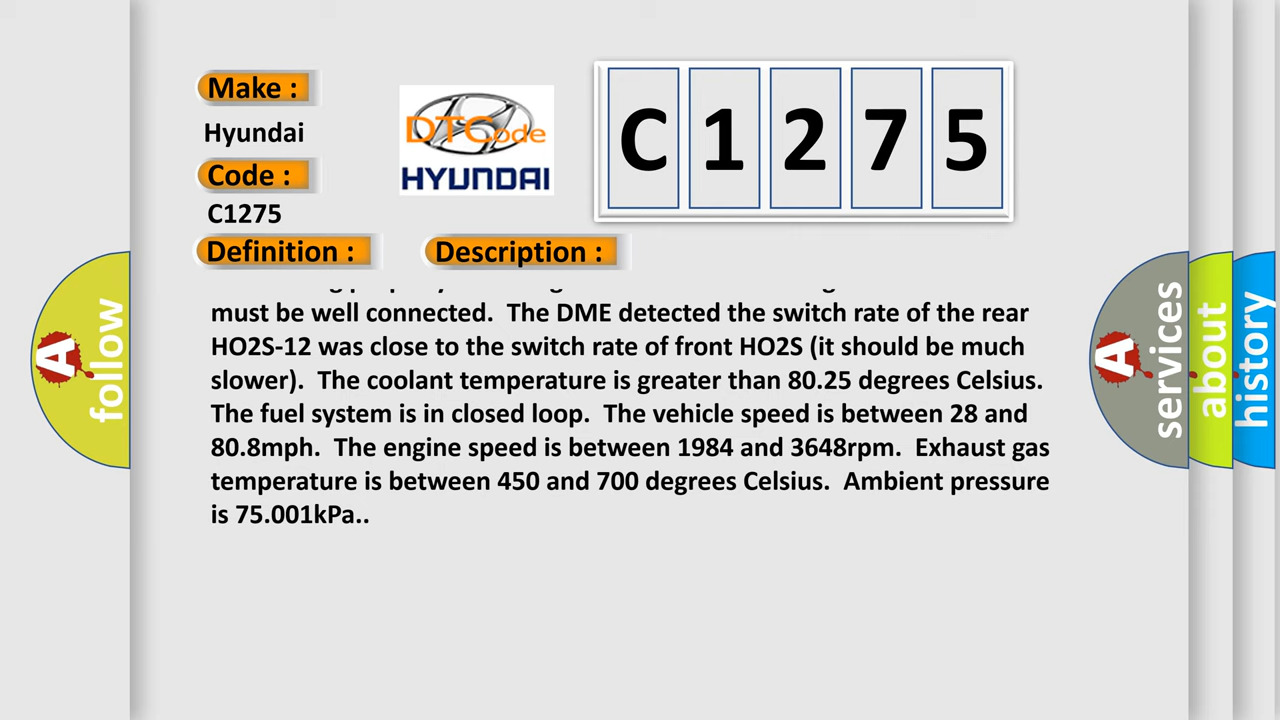 Make :
Hyundai
Code :
C1275
Definition :
Description :
DTCode
HYUNDAI
C 1 2 7 5
must be well connected. The DME detected the switch rate of the rear
HO2S-12 was close to the switch rate of front HO2S (it should be much
slower). The coolant temperature is greater than 80.25 degrees Celsius.
The fuel system is in closed loop. The vehicle speed is between 28 and
80.8mph. The engine speed is between 1984 and 3648rpm. Exhaust gas
temperature is between 450 and 700 degrees Celsius. Ambient pressure
is 75.001kPa..
A follow
A services
about
history